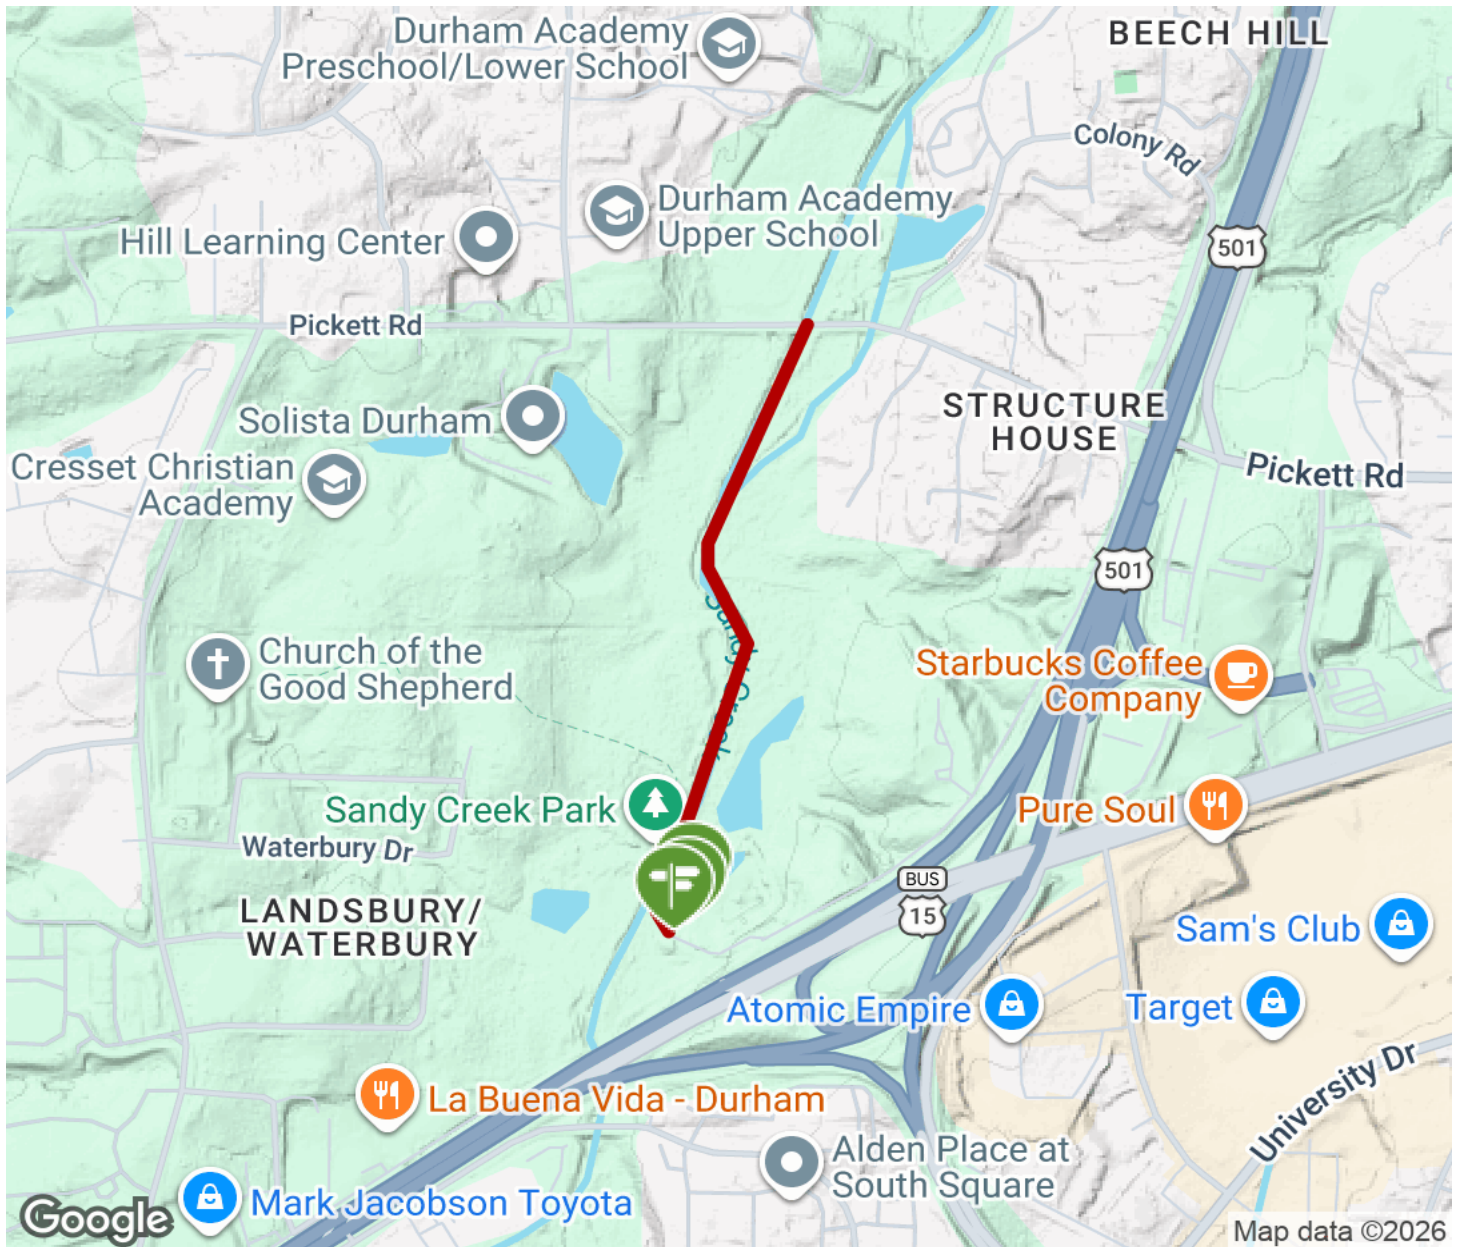 Durham Academy
Preschool/Lower School
BEECH HILL
Colony Rd
Durham Academy
Upper School
501
Hill Learning Center
Pickett Rd
STRUCTURE
HOUSE
Solista Durham
Cresset Christian
Academy
Pickett Rd
501
Sandy Creek
Church of the
Good Shepherd
Starbucks Coffee
Company
Sandy Creek Park
Pure Soul
Waterbury Dr
BUS
15
LANDSBURY/
WATERBURY
Sam's Club
Atomic Empire
Target
University Dr
La Buena Vida - Durham
Alden Place at
South Square
Mark Jacobson Toyota
Google
Map data ©2026